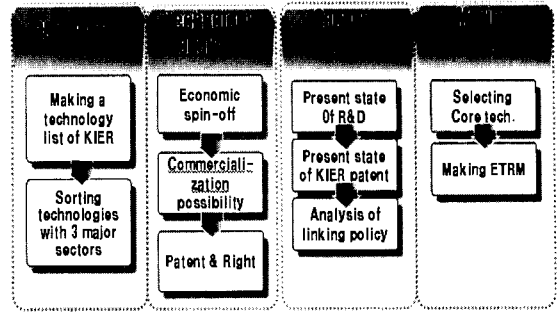 Making a
technology
list of KIER
Sorting
technologies
with 3 major
sectors
Economic
spin-off
Commerciali-
zation
possibility
Patent & Right
Present state
Of R&D
Present state
of KIER patent
Analysis of
linking policy
Selecting
Core tech.
Making ETRM